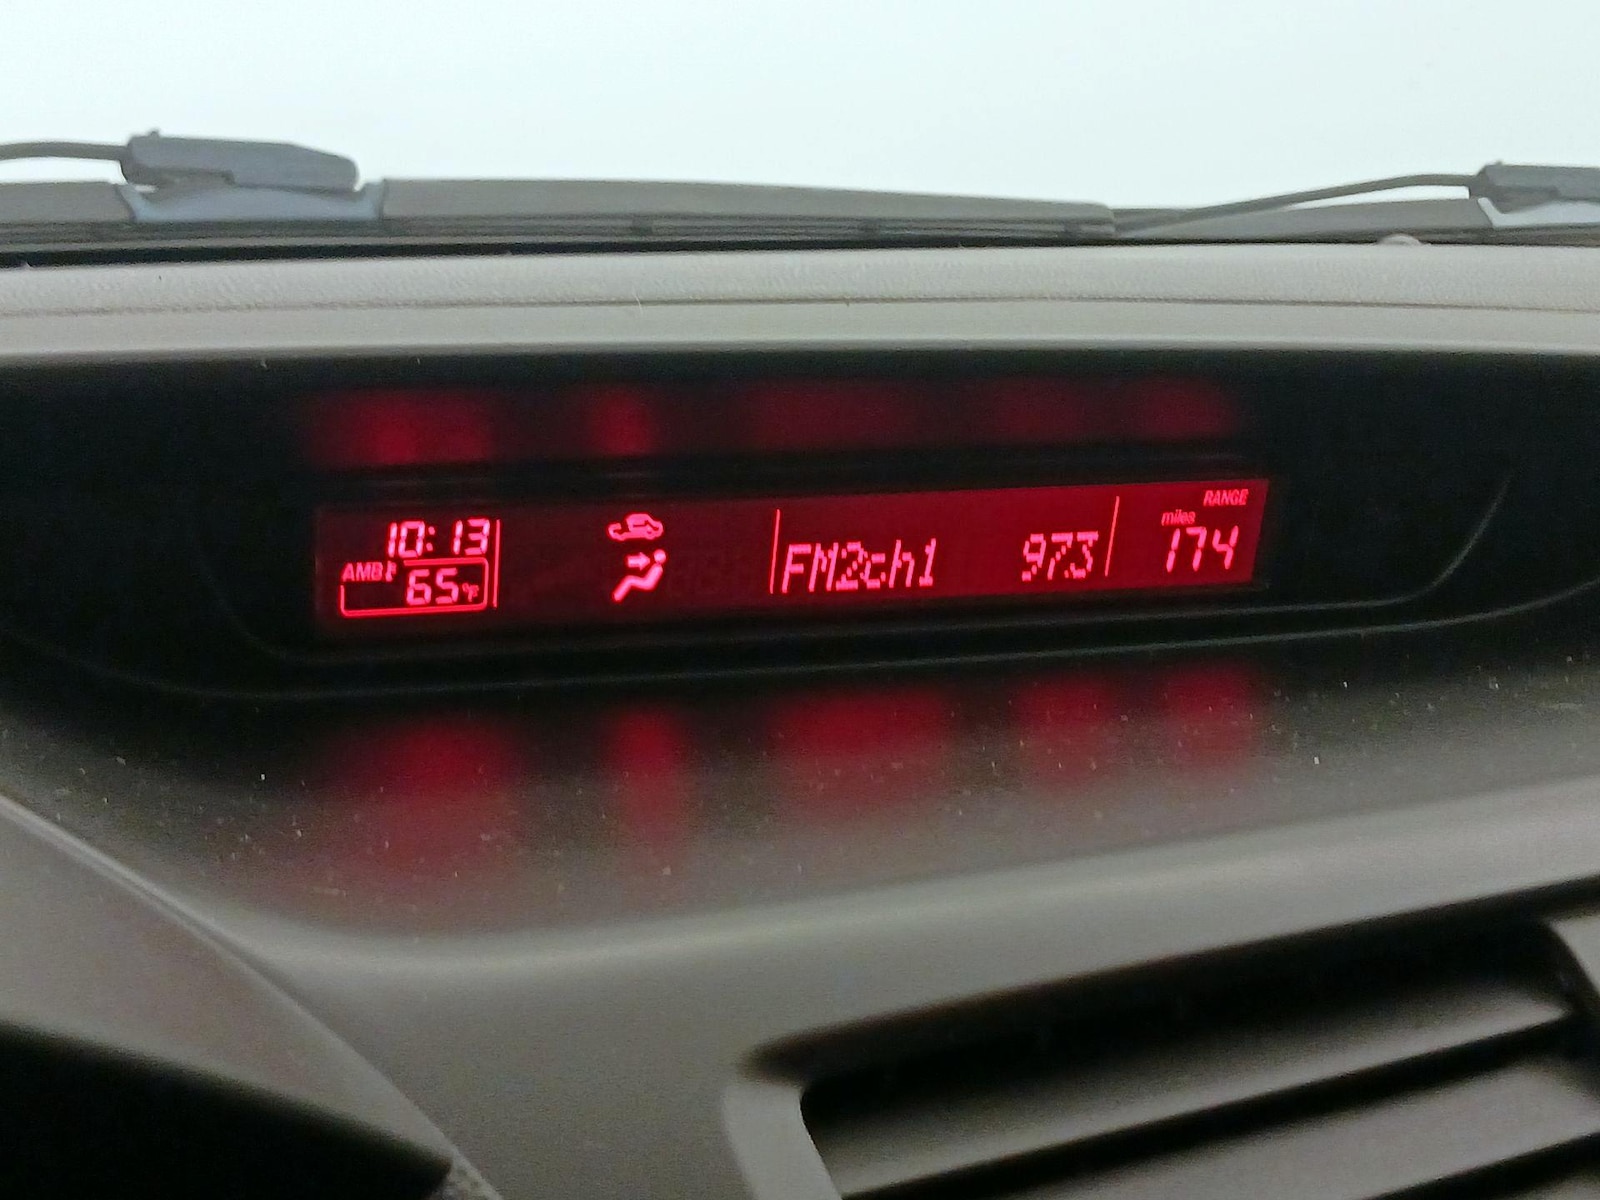 10:13
AMB 65°F
FM2ch1 97.3
RANGE
miles
174